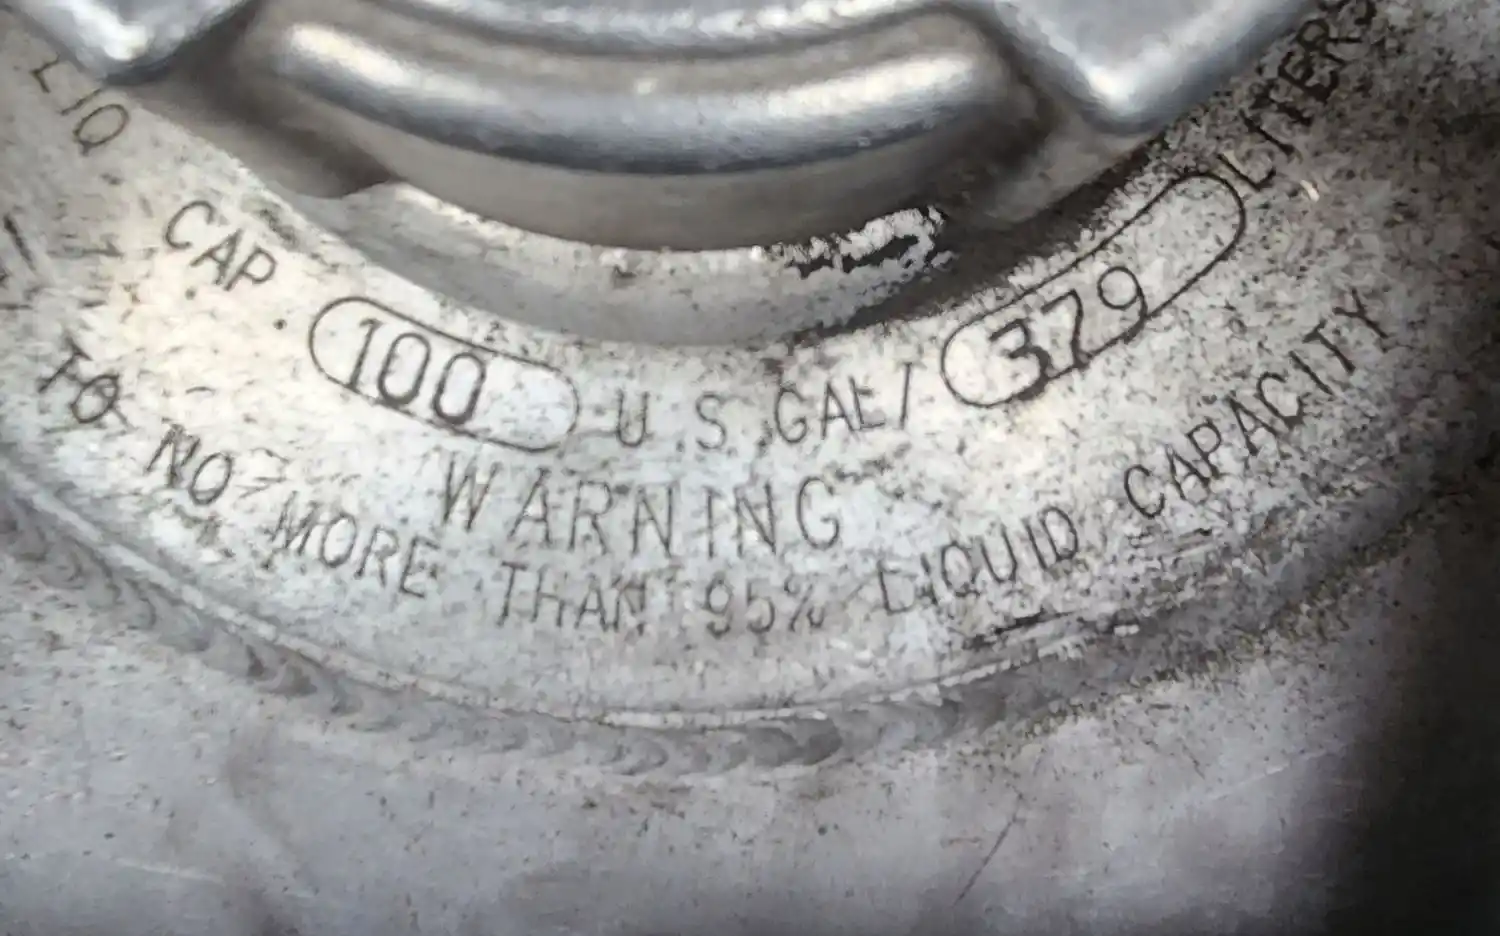 LIQ CAP. 100 U.S.GAL/ 379 LITERS
WARNING
TO NO MORE THAN 95% LIQUID CAPACITY